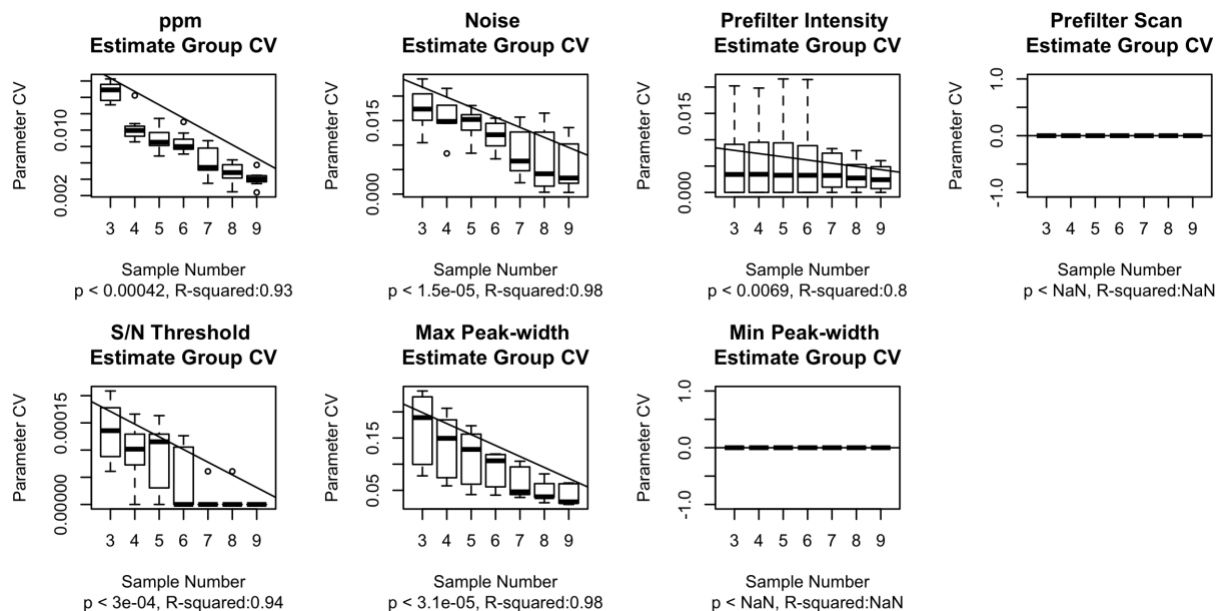 ppm
Estimate Group CV
Parameter CV
0.010
0.002
3 4 5 6 7 8 9
Sample Number
p < 0.00042, R-squared:0.93
Noise
Estimate Group CV
Parameter CV
0.015
0.000
3 4 5 6 7 8 9
Sample Number
p < 1.5e-05, R-squared:0.98
Prefilter Intensity
Estimate Group CV
Parameter CV
0.015
0.000
3 4 5 6 7 8 9
Sample Number
p < 0.0069, R-squared:0.8
Prefilter Scan
Estimate Group CV
Parameter CV
1.0
0.0
-1.0
3 4 5 6 7 8 9
Sample Number
p < NaN, R-squared:NaN
S/N Threshold
Estimate Group CV
Parameter CV
0.00015
0.00000
3 4 5 6 7 8 9
Sample Number
p < 3e-04, R-squared:0.94
Max Peak-width
Estimate Group CV
Parameter CV
0.15
0.05
3 4 5 6 7 8 9
Sample Number
p < 3.1e-05, R-squared:0.98
Min Peak-width
Estimate Group CV
Parameter CV
1.0
0.0
-1.0
3 4 5 6 7 8 9
Sample Number
p < NaN, R-squared:NaN